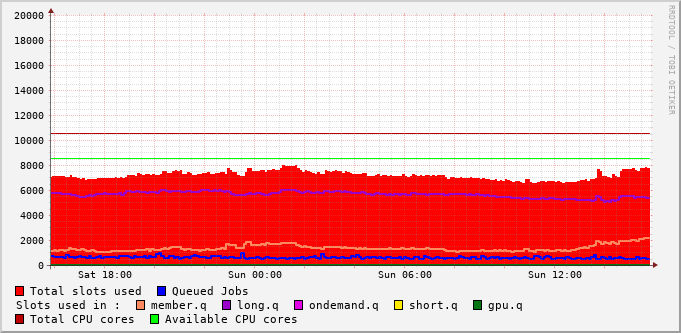 RRDTOOL / TOBI OETIKER
20000
18000
16000
14000
12000
10000
8000
6000
4000
2000
0
Sat 18:00 Sun 00:00 Sun 06:00 Sun 12:00
Total slots used Queued Jobs
Slots used in : member.q long.q ondemand.q short.q gpu.q
Total CPU cores Available CPU cores